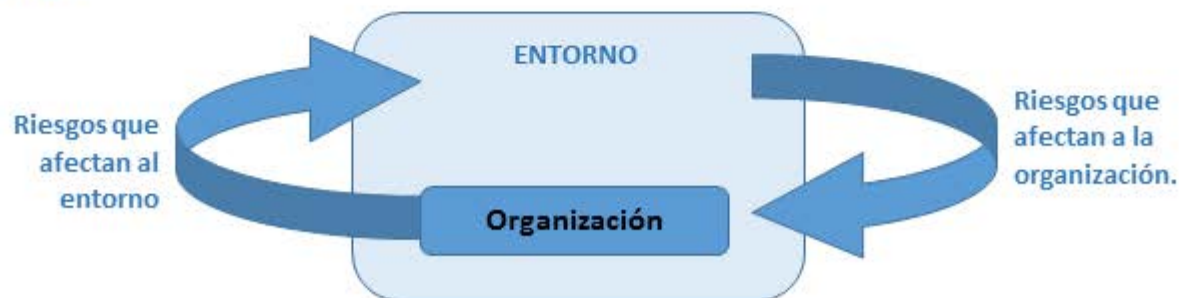 ENTORNO
Riesgos que
afectan al
entorno
Riesgos que
afectan a la
organización.
Organización